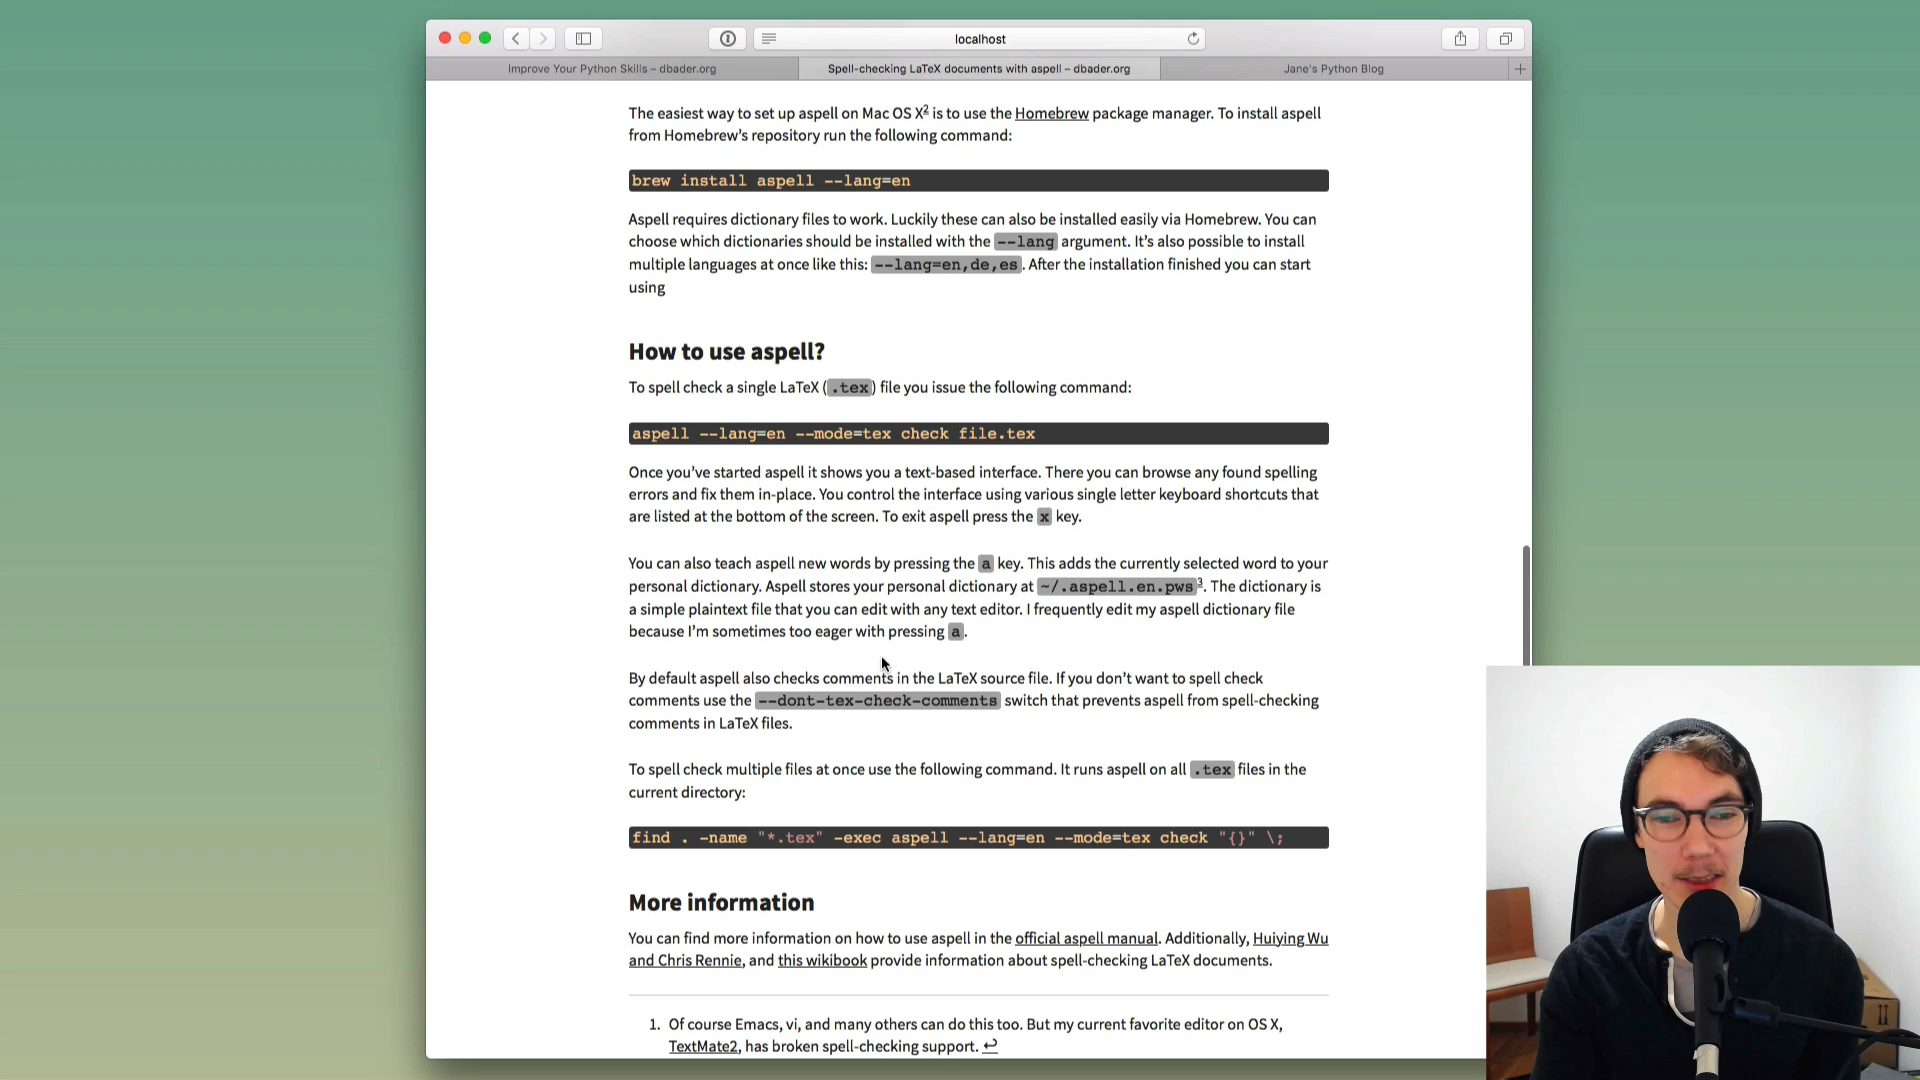 localhost
Improve Your Python Skills – dbader.org
Spell-checking LaTeX documents with aspell – dbader.org
Jane's Python Blog
The easiest way to set up aspell on Mac OS X2 is to use the Homebrew package manager. To install aspell
from Homebrew's repository run the following command:
brew install aspell --lang=en
Aspell requires dictionary files to work. Luckily these can also be installed easily via Homebrew. You can
choose which dictionaries should be installed with the --lang argument. It's also possible to install
multiple languages at once like this: --lang=en,de,es. After the installation finished you can start
using
How to use aspell?
To spell check a single LaTeX (.tex) file you issue the following command:
aspell --lang=en --mode=tex check file.tex
Once you've started aspell it shows you a text-based interface. There you can browse any found spelling
errors and fix them in-place. You control the interface using various single letter keyboard shortcuts that
are listed at the bottom of the screen. To exit aspell press the x key.
You can also teach aspell new words by pressing the a key. This adds the currently selected word to your
personal dictionary. Aspell stores your personal dictionary at ~/.aspell.en.pws3. The dictionary is
a simple plaintext file that you can edit with any text editor. I frequently edit my aspell dictionary file
because I'm sometimes too eager with pressing a.
By default aspell also checks comments in the LaTeX source file. If you don't want to spell check
comments use the --dont-tex-check-comments switch that prevents aspell from spell-checking
comments in LaTeX files.
To spell check multiple files at once use the following command. It runs aspell on all .tex files in the
current directory:
find . -name "*.tex" -exec aspell --lang=en --mode=tex check "{}" \;
More information
You can find more information on how to use aspell in the official aspell manual. Additionally, Huiying Wu
and Chris Rennie, and this wikibook provide information about spell-checking LaTeX documents.
1. Of course Emacs, vi, and many others can do this too. But my current favorite editor on OS X,
TextMate2, has broken spell-checking support. ↩